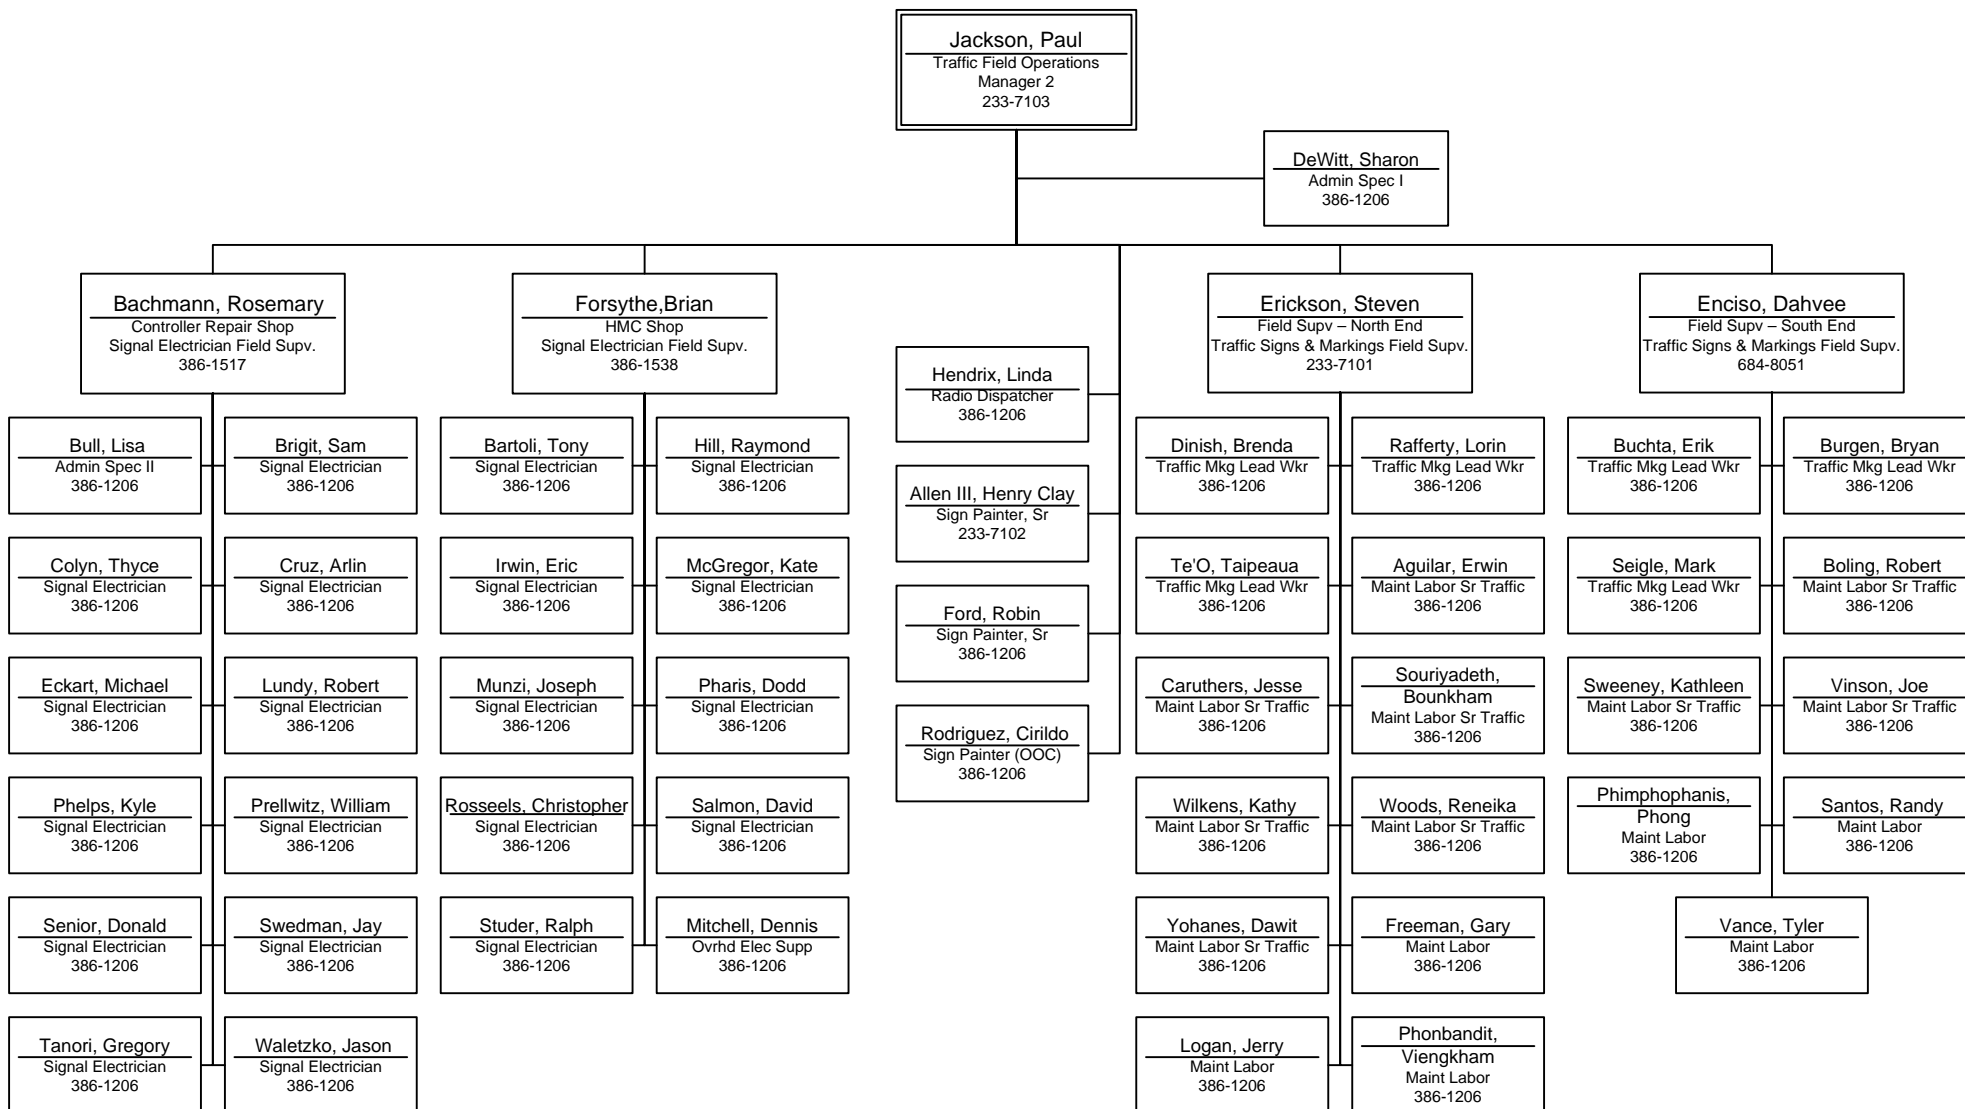 Jackson, Paul
Traffic Field Operations
Manager 2
233-7103
DeWitt, Sharon
Admin Spec I
386-1206
Bachmann, Rosemary
Controller Repair Shop
Signal Electrician Field Supv.
386-1517
Forsythe,Brian
HMC Shop
Signal Electrician Field Supv.
386-1538
Erickson, Steven
Field Supv – North End
Traffic Signs & Markings Field Supv.
233-7101
Enciso, Dahvee
Field Supv – South End
Traffic Signs & Markings Field Supv.
684-8051
Bull, Lisa
Admin Spec II
386-1206
Brigit, Sam
Signal Electrician
386-1206
Colyn, Thyce
Signal Electrician
386-1206
Cruz, Arlin
Signal Electrician
386-1206
Eckart, Michael
Signal Electrician
386-1206
Lundy, Robert
Signal Electrician
386-1206
Phelps, Kyle
Signal Electrician
386-1206
Prellwitz, William
Signal Electrician
386-1206
Senior, Donald
Signal Electrician
386-1206
Swedman, Jay
Signal Electrician
386-1206
Tanori, Gregory
Signal Electrician
386-1206
Waletzko, Jason
Signal Electrician
386-1206
Bartoli, Tony
Signal Electrician
386-1206
Hill, Raymond
Signal Electrician
386-1206
Irwin, Eric
Signal Electrician
386-1206
McGregor, Kate
Signal Electrician
386-1206
Munzi, Joseph
Signal Electrician
386-1206
Pharis, Dodd
Signal Electrician
386-1206
Rosseels, Christopher
Signal Electrician
386-1206
Salmon, David
Signal Electrician
386-1206
Studer, Ralph
Signal Electrician
386-1206
Mitchell, Dennis
Ovrhd Elec Supp
386-1206
Hendrix, Linda
Radio Dispatcher
386-1206
Allen III, Henry Clay
Sign Painter, Sr
233-7102
Ford, Robin
Sign Painter, Sr
386-1206
Rodriguez, Cirildo
Sign Painter (OOC)
386-1206
Dinish, Brenda
Traffic Mkg Lead Wkr
386-1206
Rafferty, Lorin
Traffic Mkg Lead Wkr
386-1206
Te'O, Taipeaua
Traffic Mkg Lead Wkr
386-1206
Aguilar, Erwin
Maint Labor Sr Traffic
386-1206
Caruthers, Jesse
Maint Labor Sr Traffic
386-1206
Souriyadeth,
Bounkham
Maint Labor Sr Traffic
386-1206
Wilkens, Kathy
Maint Labor Sr Traffic
386-1206
Woods, Reneika
Maint Labor Sr Traffic
386-1206
Yohanes, Dawit
Maint Labor Sr Traffic
386-1206
Freeman, Gary
Maint Labor
386-1206
Logan, Jerry
Maint Labor
386-1206
Phonbandit,
Viengkham
Maint Labor
386-1206
Buchta, Erik
Traffic Mkg Lead Wkr
386-1206
Burgen, Bryan
Traffic Mkg Lead Wkr
386-1206
Seigle, Mark
Traffic Mkg Lead Wkr
386-1206
Boling, Robert
Maint Labor Sr Traffic
386-1206
Sweeney, Kathleen
Maint Labor Sr Traffic
386-1206
Vinson, Joe
Maint Labor Sr Traffic
386-1206
Phimphophanis,
Phong
Maint Labor
386-1206
Santos, Randy
Maint Labor
386-1206
Vance, Tyler
Maint Labor
386-1206